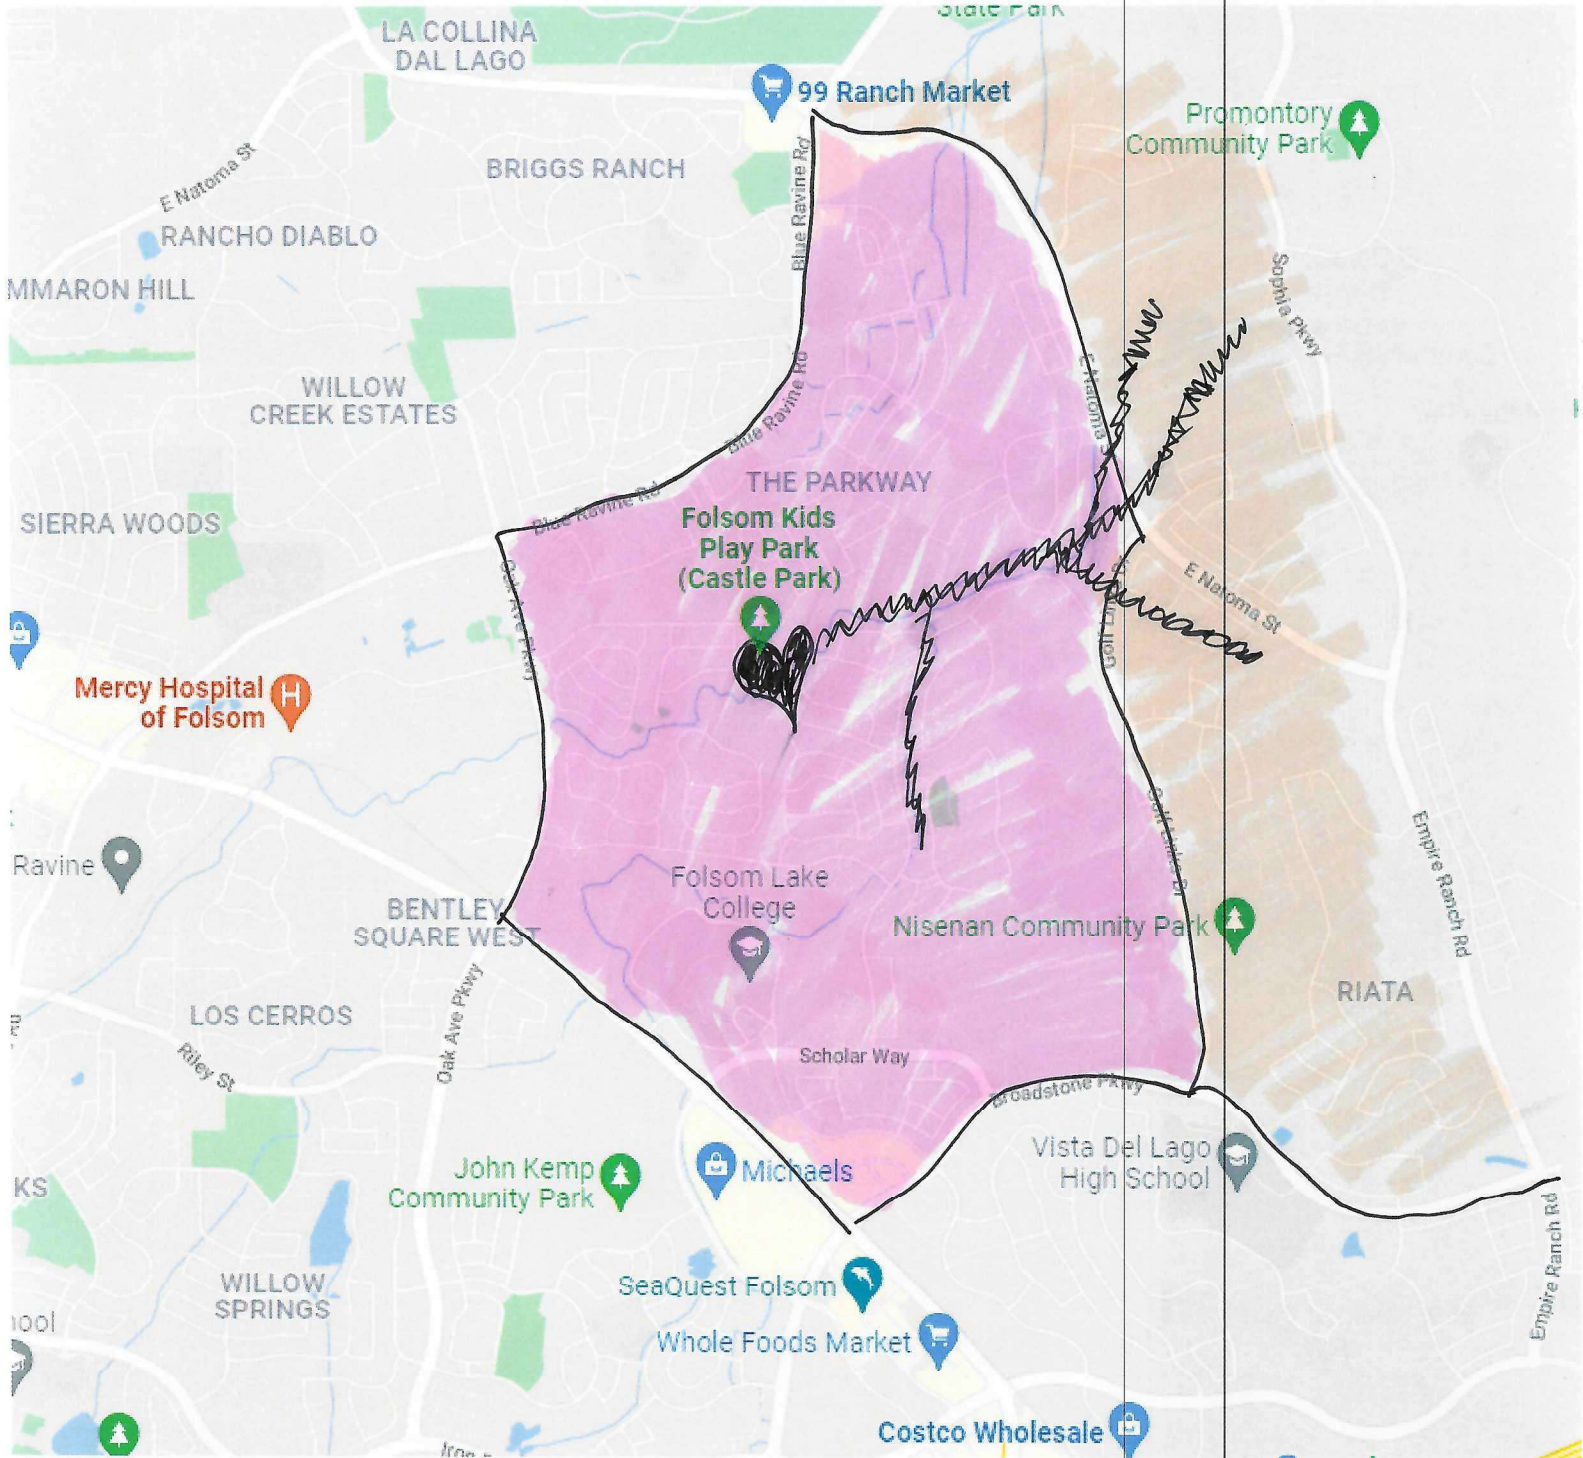 State Park
LA COLLINA
DAL LAGO
99 Ranch Market
Promontory
Community Park
E Natoma St
BRIGGS RANCH
Blue Ravine Rd
RANCHO DIABLO
MMARON HILL
Sophia Pkwy
WILLOW
CREEK ESTATES
Blue Ravine Rd
E Natoma S
THE PARKWAY
Blue Ravine Rd
SIERRA WOODS
Folsom Kids
Play Park
(Castle Park)
Oak Ave Pkwy
E Natoma St
Mercy Hospital
of Folsom
Golf Links Dr
Ravine
Empire Ranch Rd
Folsom Lake
College
BENTLEY
SQUARE WEST
Nisenan Community Park
RIATA
LOS CERROS
Oak Ave Pkwy
Riley St
Scholar Way
Broadstone Pkwy
John Kemp
Community Park
Michaels
Vista Del Lago
High School
KS
WILLOW
SPRINGS
SeaQuest Folsom
Empire Ranch Rd
Whole Foods Market
Costco Wholesale